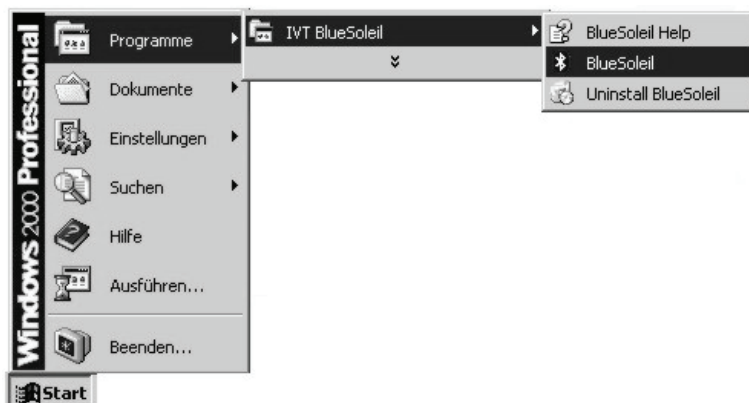 Windows 2000 Professional
Programme
Dokumente
Einstellungen
Suchen
Hilfe
Ausführen...
Beenden...
Start
IVT BlueSoleil
BlueSoleil Help
BlueSoleil
Uninstall BlueSoleil